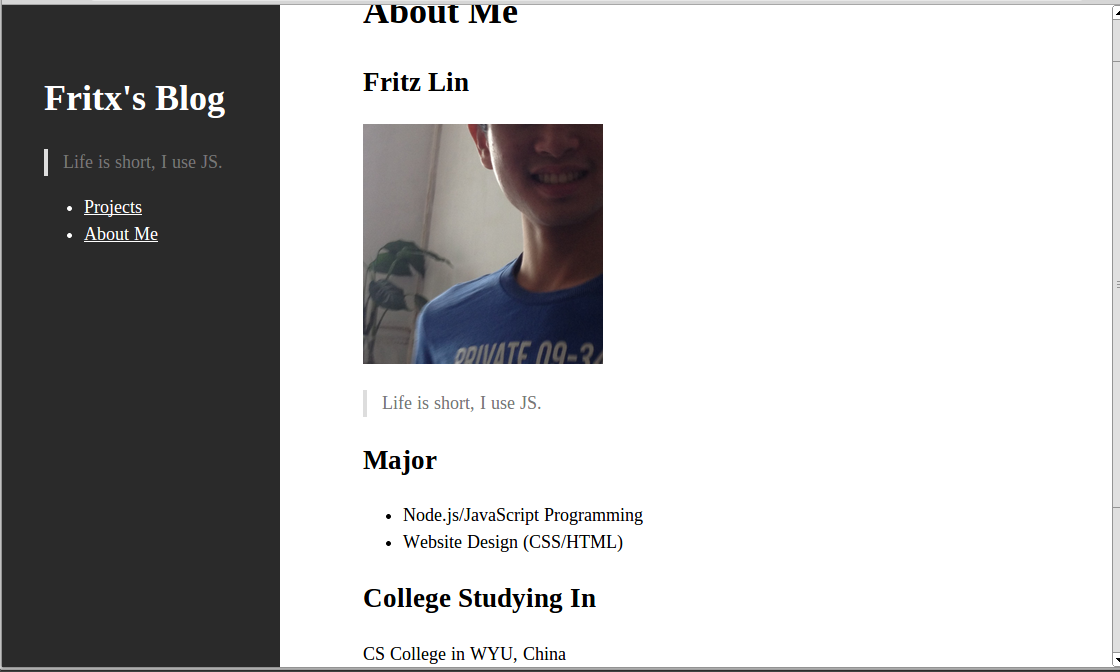 Fritx's Blog
Life is short, I use JS.
Projects
About Me
About Me
Fritz Lin
PRIVATE 09-3
Life is short, I use JS.
Major
Node.js/JavaScript Programming
Website Design (CSS/HTML)
College Studying In
CS College in WYU, China